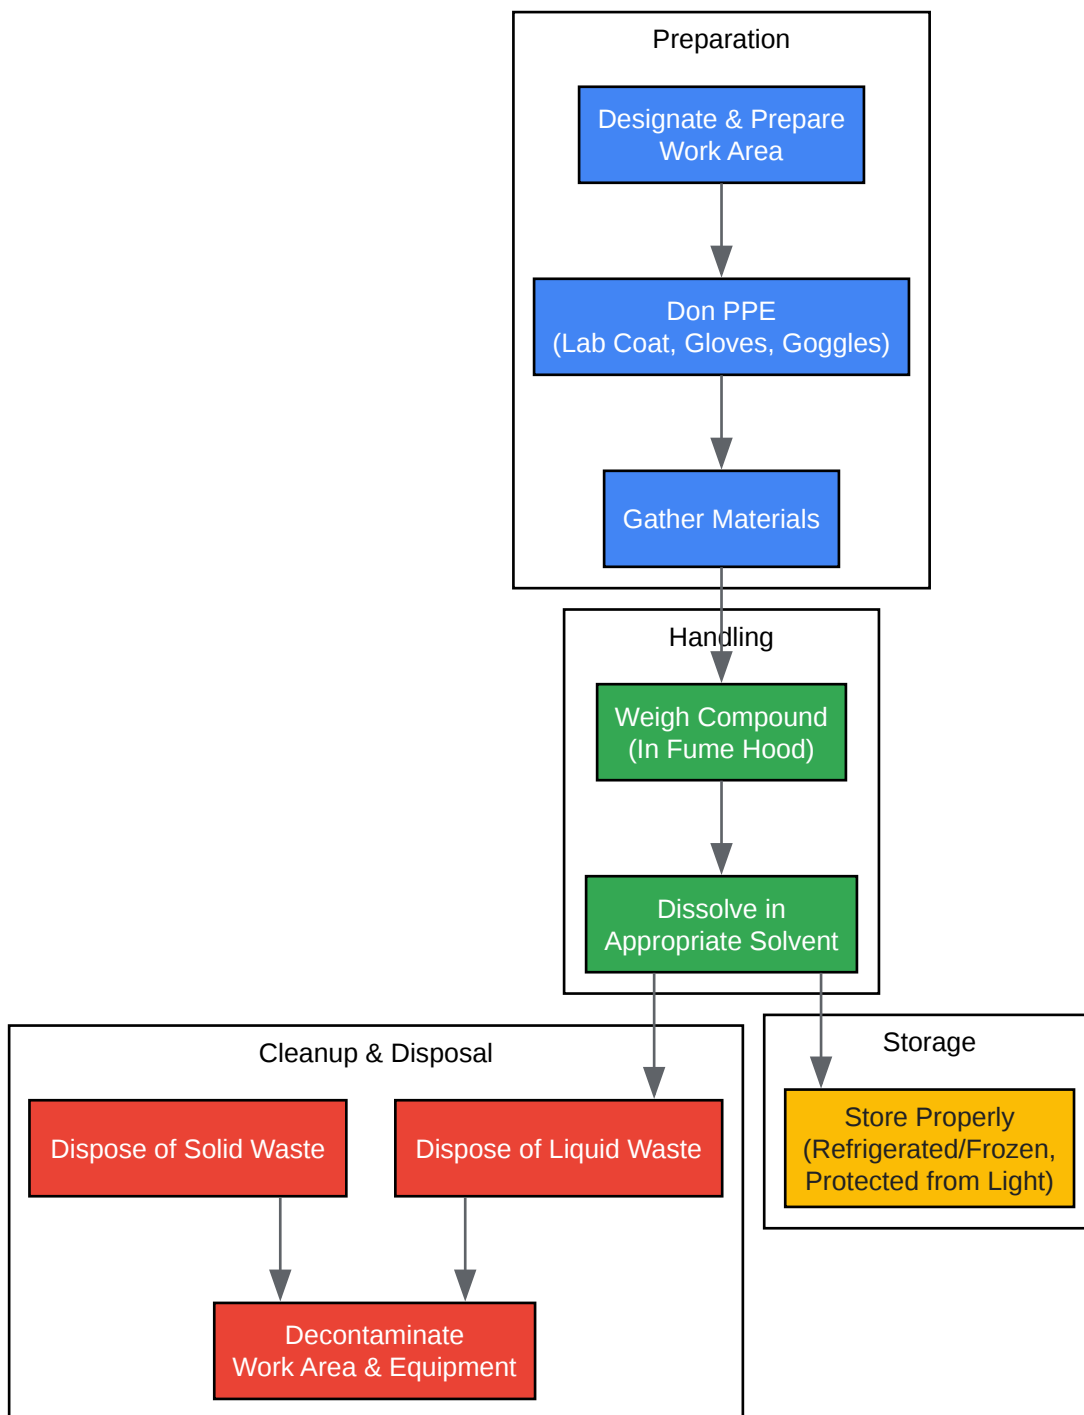 Preparation
Designate & Prepare
Work Area
Don PPE
(Lab Coat, Gloves, Goggles)
Gather Materials
Handling
Weigh Compound
(In Fume Hood)
Dissolve in
Appropriate Solvent
Cleanup & Disposal
Dispose of Solid Waste
Dispose of Liquid Waste
Decontaminate
Work Area & Equipment
Storage
Store Properly
(Refrigerated/Frozen,
Protected from Light)